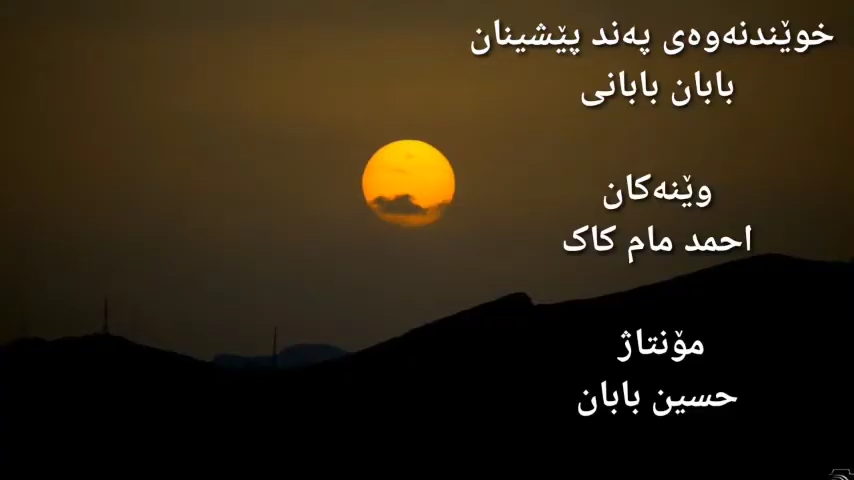 خوێندنەوەی پەند پێشینان
بابان بابانی
وێنەکان
احمد مام کاک
مۆنتاژ
حسین بابان